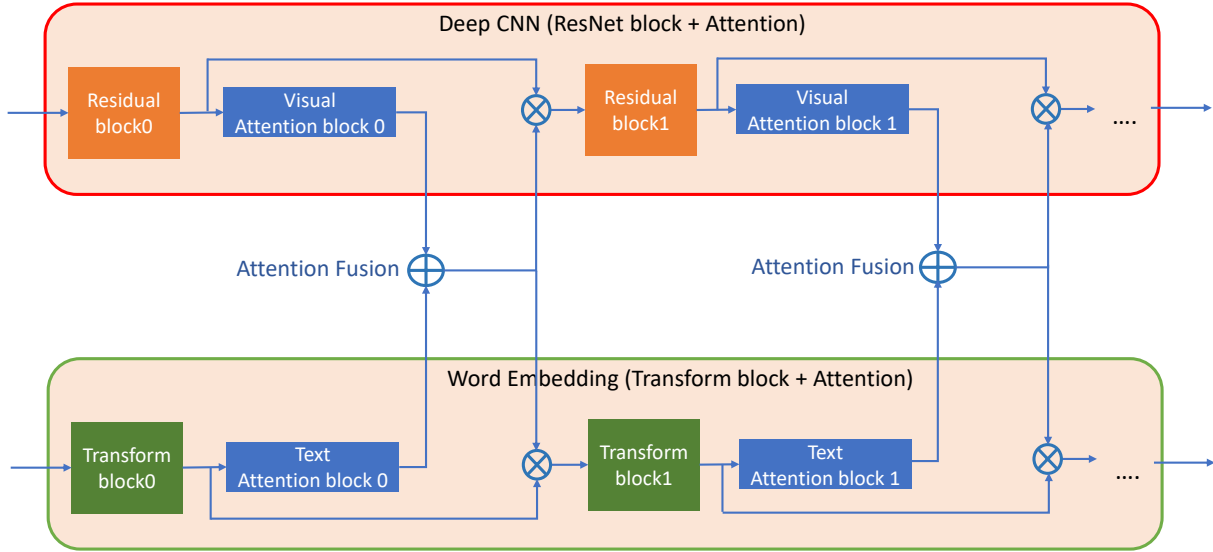 Deep CNN (ResNet block + Attention)
Residual
block0
Visual
Attention block 0
Residual
block1
Visual
Attention block 1
....
Attention Fusion
Attention Fusion
Word Embedding (Transform block + Attention)
Transform
block0
Text
Attention block 0
Transform
block1
Text
Attention block 1
....